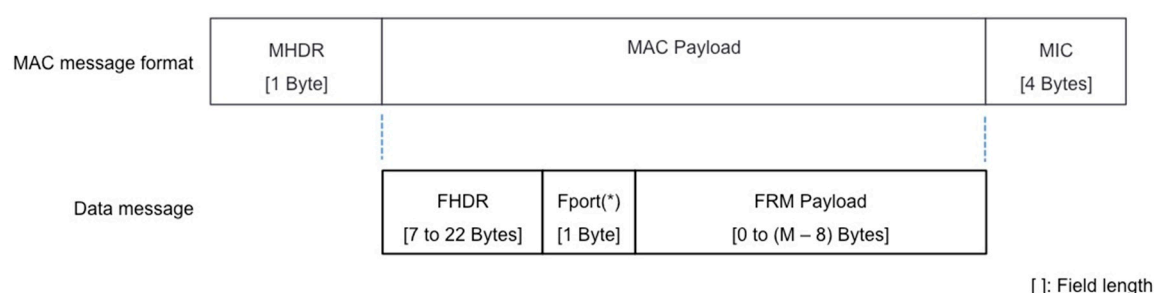 MAC message format
MHDR
[1 Byte]
MAC Payload
MIC
[4 Bytes]
Data message
FHDR
[7 to 22 Bytes]
Fport(*)
[1 Byte]
FRM Payload
[0 to (M – 8) Bytes]
[ ]: Field length